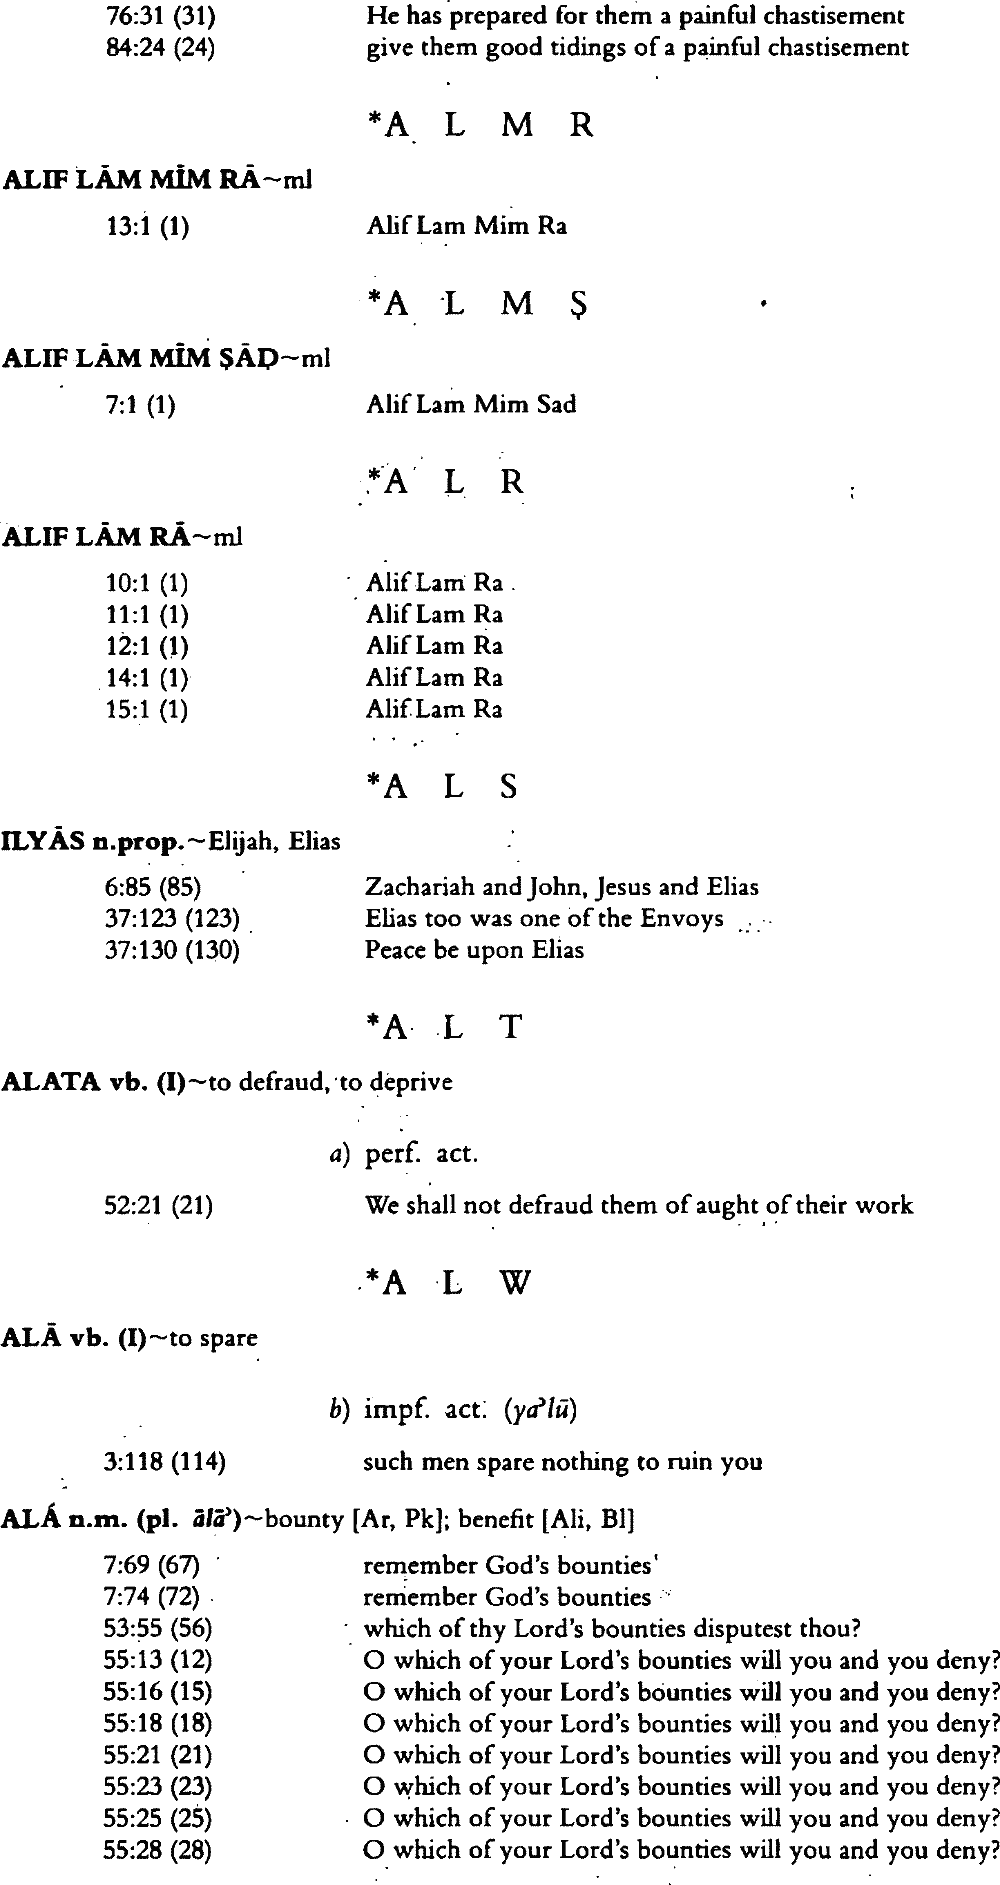 76:31 (31) He has prepared for them a painful chastisement
84:24 (24) give them good tidings of a painful chastisement
*A L M R
ALIF LĀM MĪM RĀ~ml
13:1 (1) Alif Lam Mim Ra
*A L M Ṣ
ALIF LĀM MĪM ṢĀḌ~ml
7:1 (1) Alif Lam Mim Sad
*A L R
ALIF LĀM RĀ~ml
10:1 (1) Alif Lam Ra
11:1 (1) Alif Lam Ra
12:1 (1) Alif Lam Ra
14:1 (1) Alif Lam Ra
15:1 (1) Alif Lam Ra
*A L S
ILYĀS n.prop.~Elijah, Elias
6:85 (85) Zachariah and John, Jesus and Elias
37:123 (123) Elias too was one of the Envoys
37:130 (130) Peace be upon Elias
*A L T
ALATA vb. (I)~to defraud, to deprive
a) perf. act.
52:21 (21) We shall not defraud them of aught of their work
*A L W
ALĀ vb. (I)~to spare
b) impf. act. (yaʾlū)
3:118 (114) such men spare nothing to ruin you
ALÁ n.m. (pl. ālāʾ)~bounty [Ar, Pk]; benefit [Ali, Bl]
7:69 (67) remember God's bounties
7:74 (72) remember God's bounties
53:55 (56) which of thy Lord's bounties disputest thou?
55:13 (12) O which of your Lord's bounties will you and you deny?
55:16 (15) O which of your Lord's bounties will you and you deny?
55:18 (18) O which of your Lord's bounties will you and you deny?
55:21 (21) O which of your Lord's bounties will you and you deny?
55:23 (23) O which of your Lord's bounties will you and you deny?
55:25 (25) O which of your Lord's bounties will you and you deny?
55:28 (28) O which of your Lord's bounties will you and you deny?